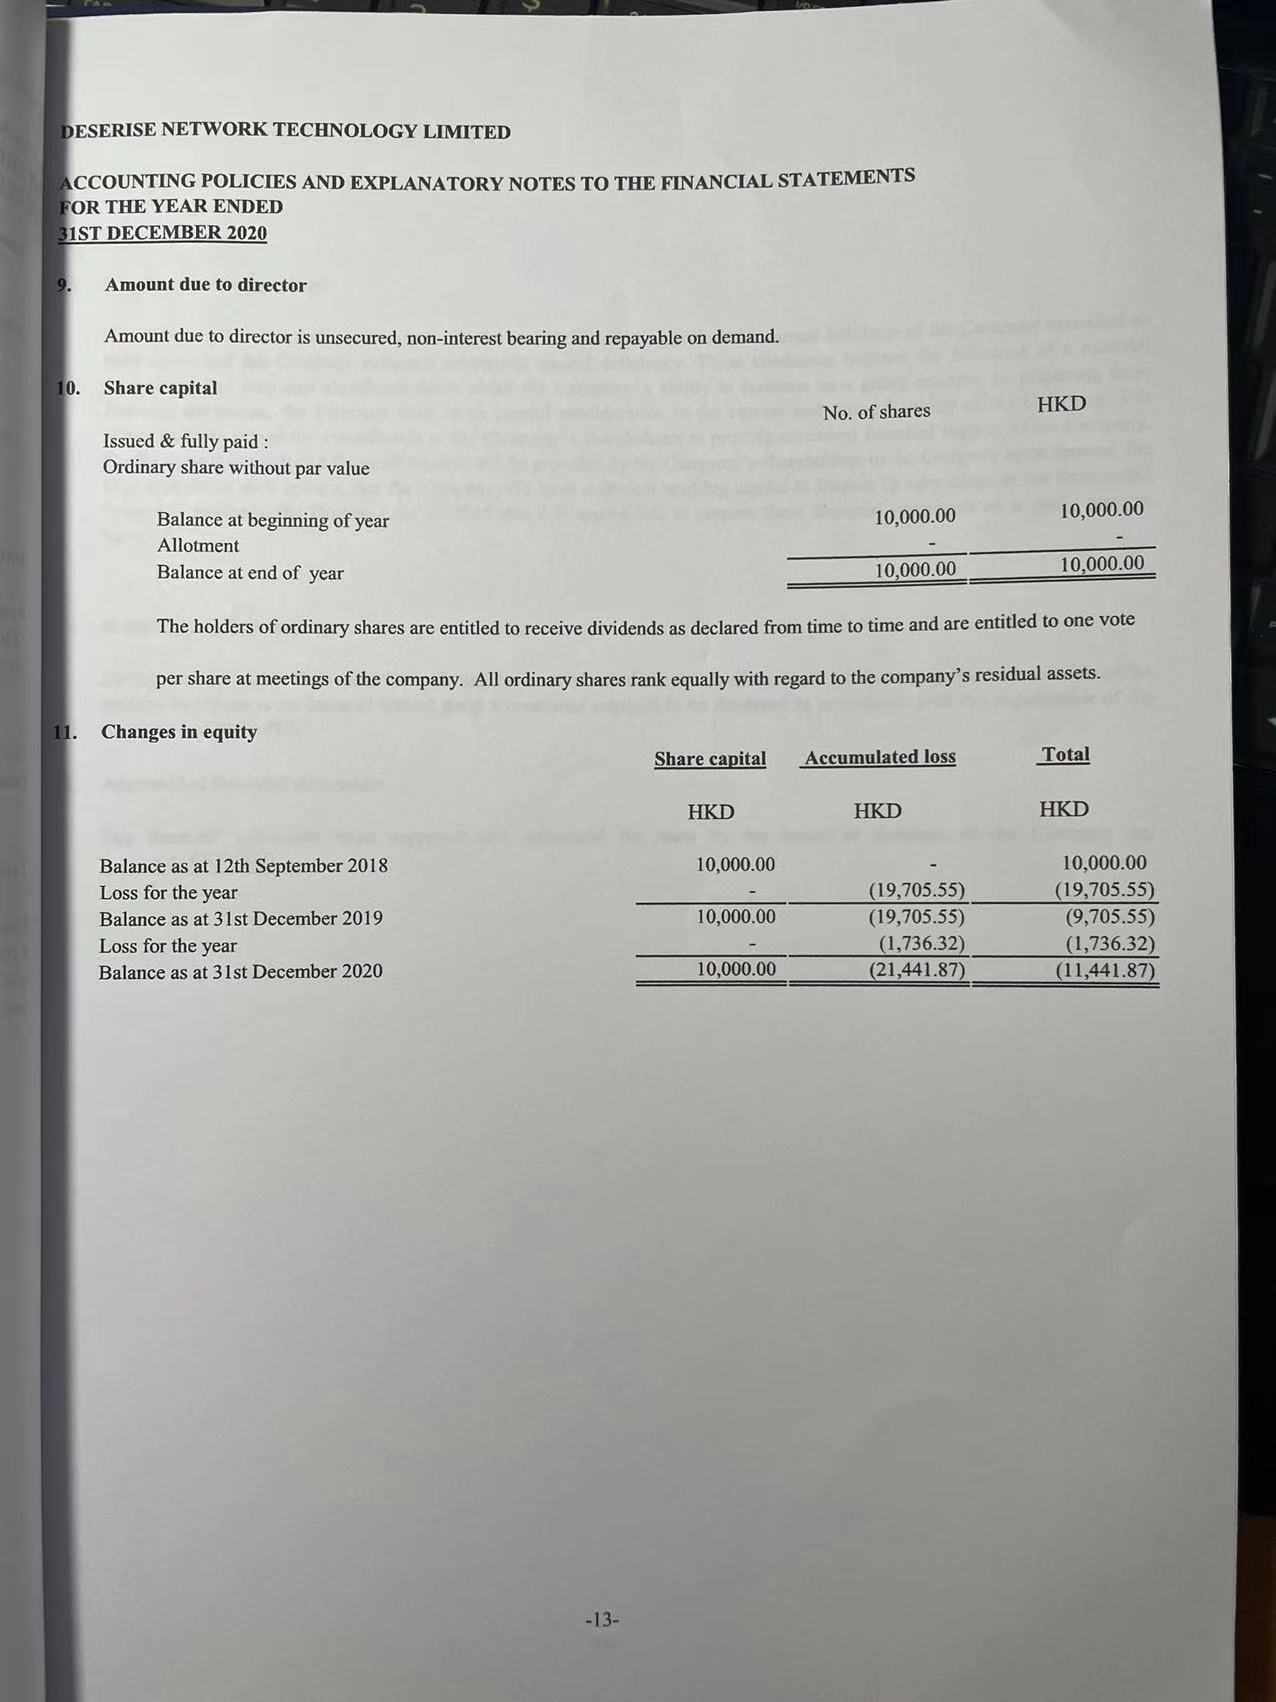 DESERISE NETWORK TECHNOLOGY LIMITED
ACCOUNTING POLICIES AND EXPLANATORY NOTES TO THE FINANCIAL STATEMENTS
FOR THE YEAR ENDED
31ST DECEMBER 2020
9. Amount due to director
Amount due to director is unsecured, non-interest bearing and repayable on demand.
10. Share capital
No. of shares HKD
Issued & fully paid :
Ordinary share without par value
Balance at beginning of year 10,000.00 10,000.00
Allotment - -
Balance at end of year 10,000.00 10,000.00
The holders of ordinary shares are entitled to receive dividends as declared from time to time and are entitled to one vote
per share at meetings of the company. All ordinary shares rank equally with regard to the company's residual assets.
11. Changes in equity
Share capital Accumulated loss Total
HKD HKD HKD
Balance as at 12th September 2018 10,000.00 - 10,000.00
Loss for the year - (19,705.55) (19,705.55)
Balance as at 31st December 2019 10,000.00 (19,705.55) (9,705.55)
Loss for the year - (1,736.32) (1,736.32)
Balance as at 31st December 2020 10,000.00 (21,441.87) (11,441.87)
-13-